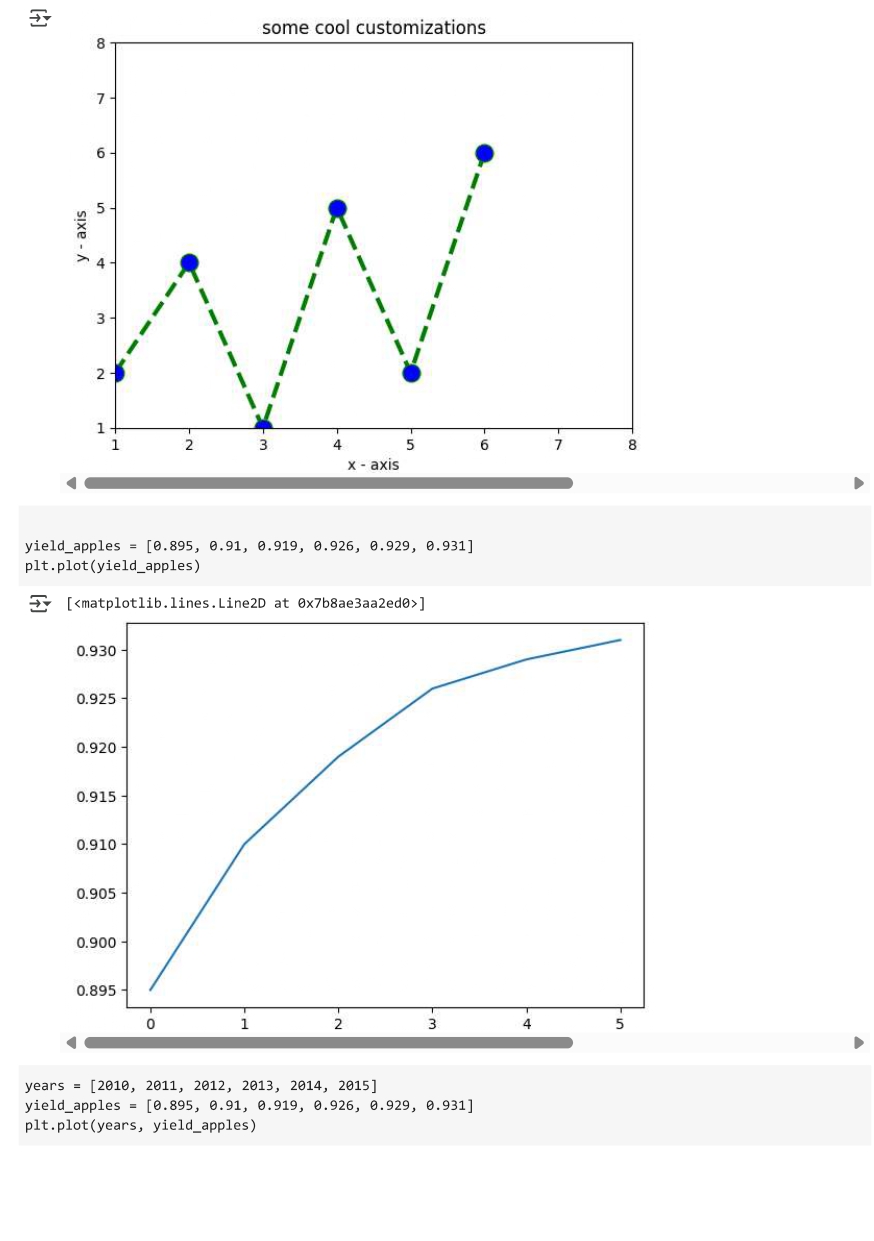 some cool customizations
8
7
6
5
4
3
2
1
y - axis
1 2 3 4 5 6 7 8
x - axis
yield_apples = [0.895, 0.91, 0.919, 0.926, 0.929, 0.931]
plt.plot(yield_apples)
[<matplotlib.lines.Line2D at 0x7b8ae3aa2ed0>]
0.930
0.925
0.920
0.915
0.910
0.905
0.900
0.895
0 1 2 3 4 5
years = [2010, 2011, 2012, 2013, 2014, 2015]
yield_apples = [0.895, 0.91, 0.919, 0.926, 0.929, 0.931]
plt.plot(years, yield_apples)